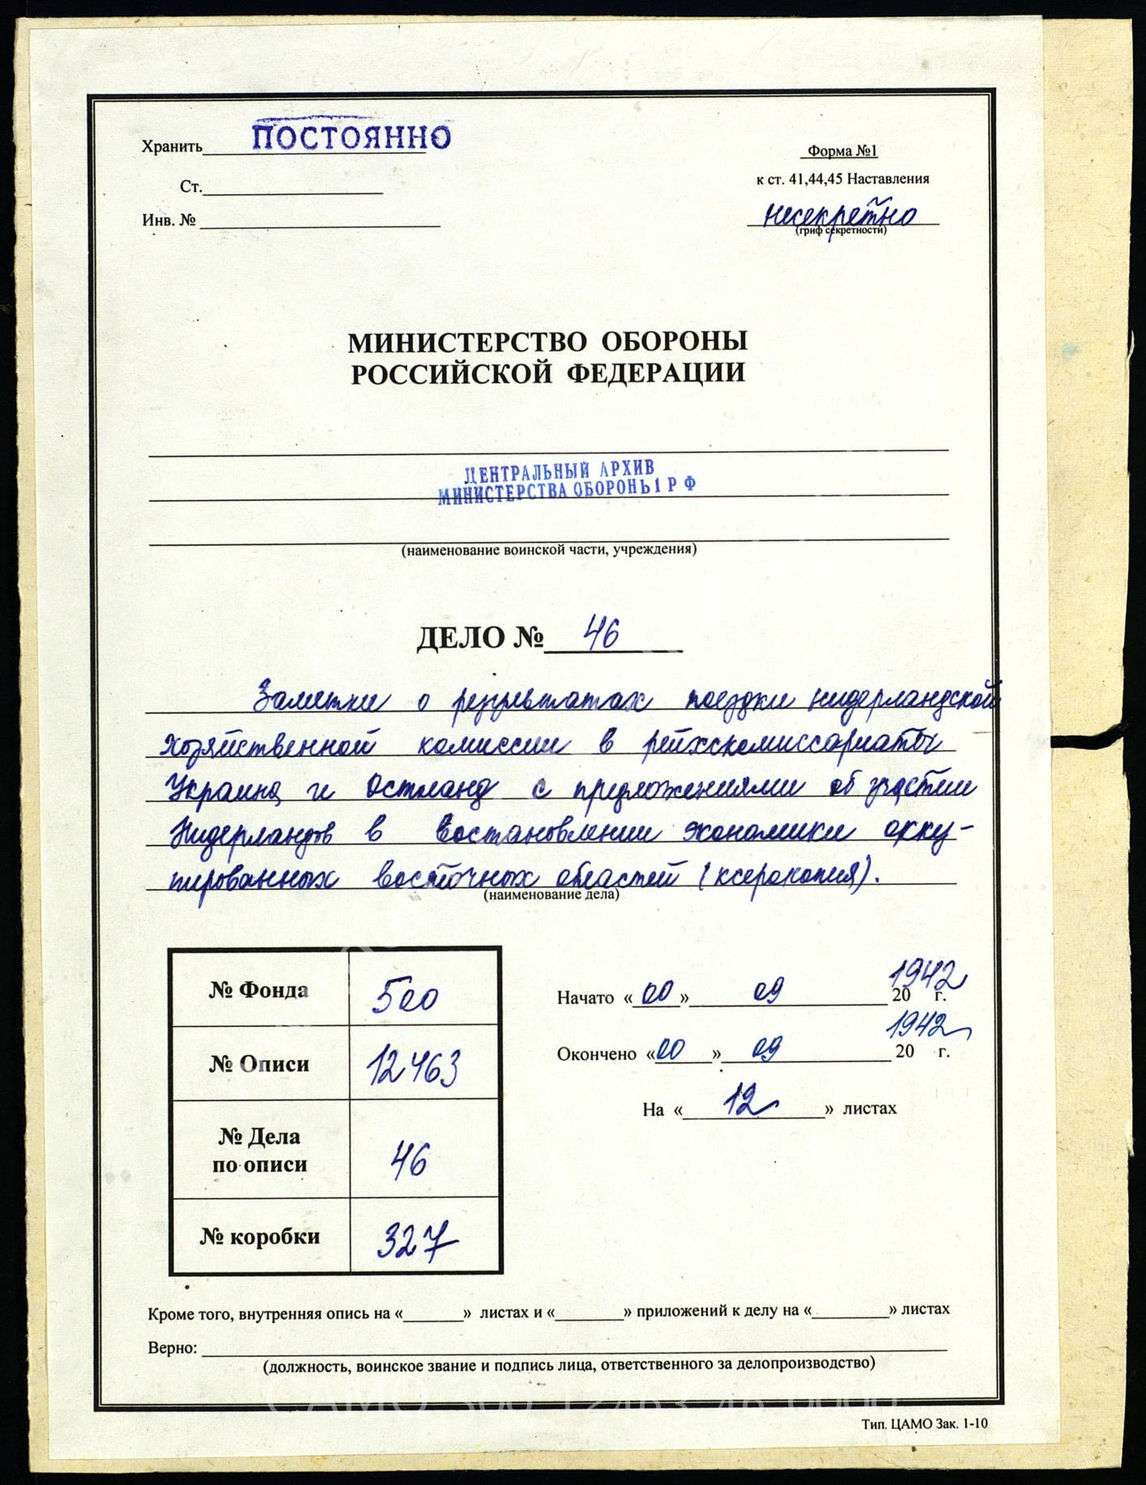 Хранить ПОСТОЯННО
Форма №1
Ст.
к ст. 41,44,45 Наставления
Инв. №
несекретно
(гриф секретности)
МИНИСТЕРСТВО ОБОРОНЫ
РОССИЙСКОЙ ФЕДЕРАЦИИ
ЦЕНТРАЛЬНЫЙ АРХИВ
МИНИСТЕРСТВА ОБОРОНЫ Р Ф
(наименование воинской части, учреждения)
ДЕЛО № 46
Заметки о результатах поездки нидерландской
хозяйственной комиссии в рейхскомиссариаты
Украина и Остланд с предложениями об участии
Нидерландов в востановлении экономики окку-
пированных восточных областей (ксерокопия).
(наименование дела)
№ Фонда 500
Начато «00» 09 1942
20 г.
№ Описи 12463
Окончено «00» 09 1942
20 г.
На «12» листах
№ Дела
по описи 46
№ коробки 327
Кроме того, внутренняя опись на « » листах и « » приложений к делу на « » листах
Верно:
(должность, воинское звание и подпись лица, ответственного за делопроизводство)
Тип. ЦАМО Зак. 1-10